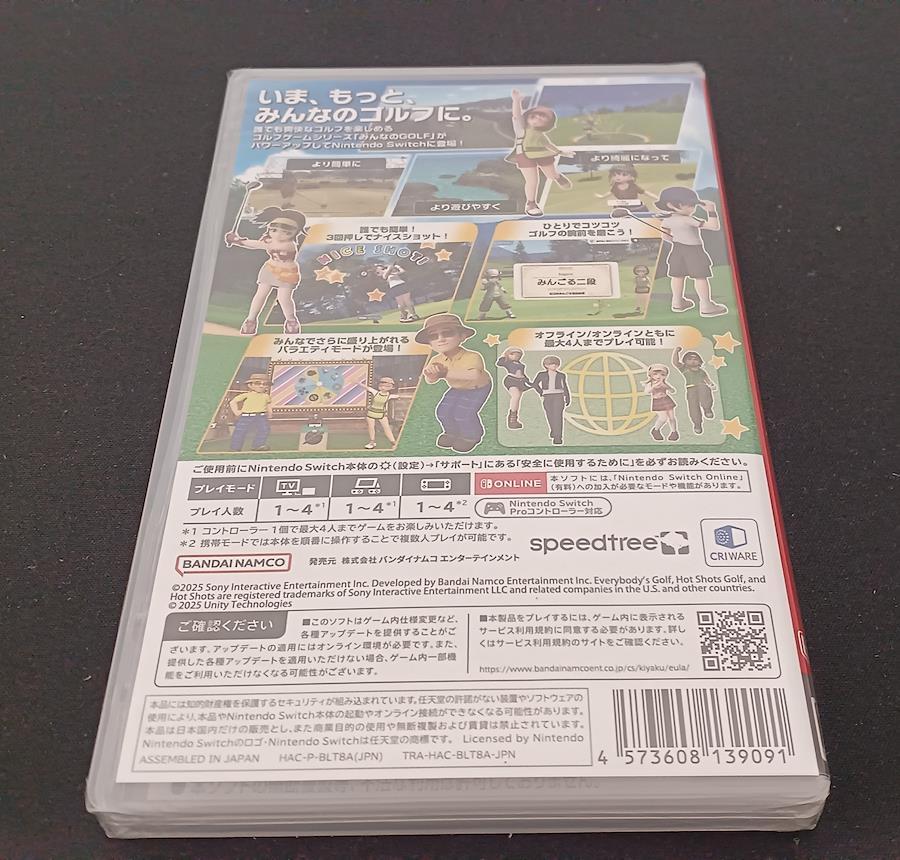 いま、もっと、
みんなのゴルフに。
誰でも爽快なゴルフを楽しめる
ゴルフゲームシリーズ「みんなのGOLF」が
パワーアップしてNintendo Switchに登場！
より簡単に
より遊びやすく
より綺麗になって
誰でも簡単！
3回押しでナイスショット！
NICE SHOT!
ひとりでコツコツ
ゴルフの腕前を磨こう！
みんごる二段
みんなでさらに盛り上がれる
バラエティモードが登場！
オフライン/オンラインともに
最大4人までプレイ可能！
ご使用前にNintendo Switch本体の(設定)→「サポート」にある「安全に使用するために」を必ずお読みください。
プレイモード TV
プレイ人数 1～4*1 1～4*1 1～4*2
ONLINE 本ソフトには、「Nintendo Switch Online」
(有料)への加入が必要なモードや機能があります。
Nintendo Switch
Proコントローラー対応
*1 コントローラー1個で最大4人までゲームをお楽しみいただけます。
*2 携帯モードでは本体を順番に操作することで複数人プレイが可能です。
speedtree
CRIWARE
BANDAI NAMCO 発売元 株式会社バンダイナムコエンターテインメント
©2025 Sony Interactive Entertainment Inc. Developed by Bandai Namco Entertainment Inc. Everybody's Golf, Hot Shots Golf, and
Hot Shots are registered trademarks of Sony Interactive Entertainment LLC and related companies in the U.S. and other countries.
© 2025 Unity Technologies
ご確認ください
■このソフトはゲーム内仕様変更など、
各種アップデートを提供することがご
ざいます。アップデートの適用にはオンライン環境が必要です。また、
提供した各種アップデートを適用いただけない場合、ゲーム内一部機
能をご利用いただけなくなる可能性がございます。
■本製品をプレイするには、ゲーム内に表示される
サービス利用規約に同意する必要があります。詳し
くはサービス利用規約のサイトをご確認ください。
https://www.bandainamcoent.co.jp/cs/kiyaku/eula/
本品には知的財産権を保護するセキュリティが組み込まれています。任天堂の許諾がない装置やソフトウェアの
使用により、本品やNintendo Switch本体の起動やオンライン接続ができなくなる可能性があります。
本品は日本国内だけの販売とし、また商業目的の使用や無断複製および賃貸は禁止されています。
Nintendo Switchのロゴ・Nintendo Switchは任天堂の商標です。 Licensed by Nintendo
ASSEMBLED IN JAPAN HAC-P-BLT8A(JPN) TRA-HAC-BLT8A-JPN
4 573608 139091